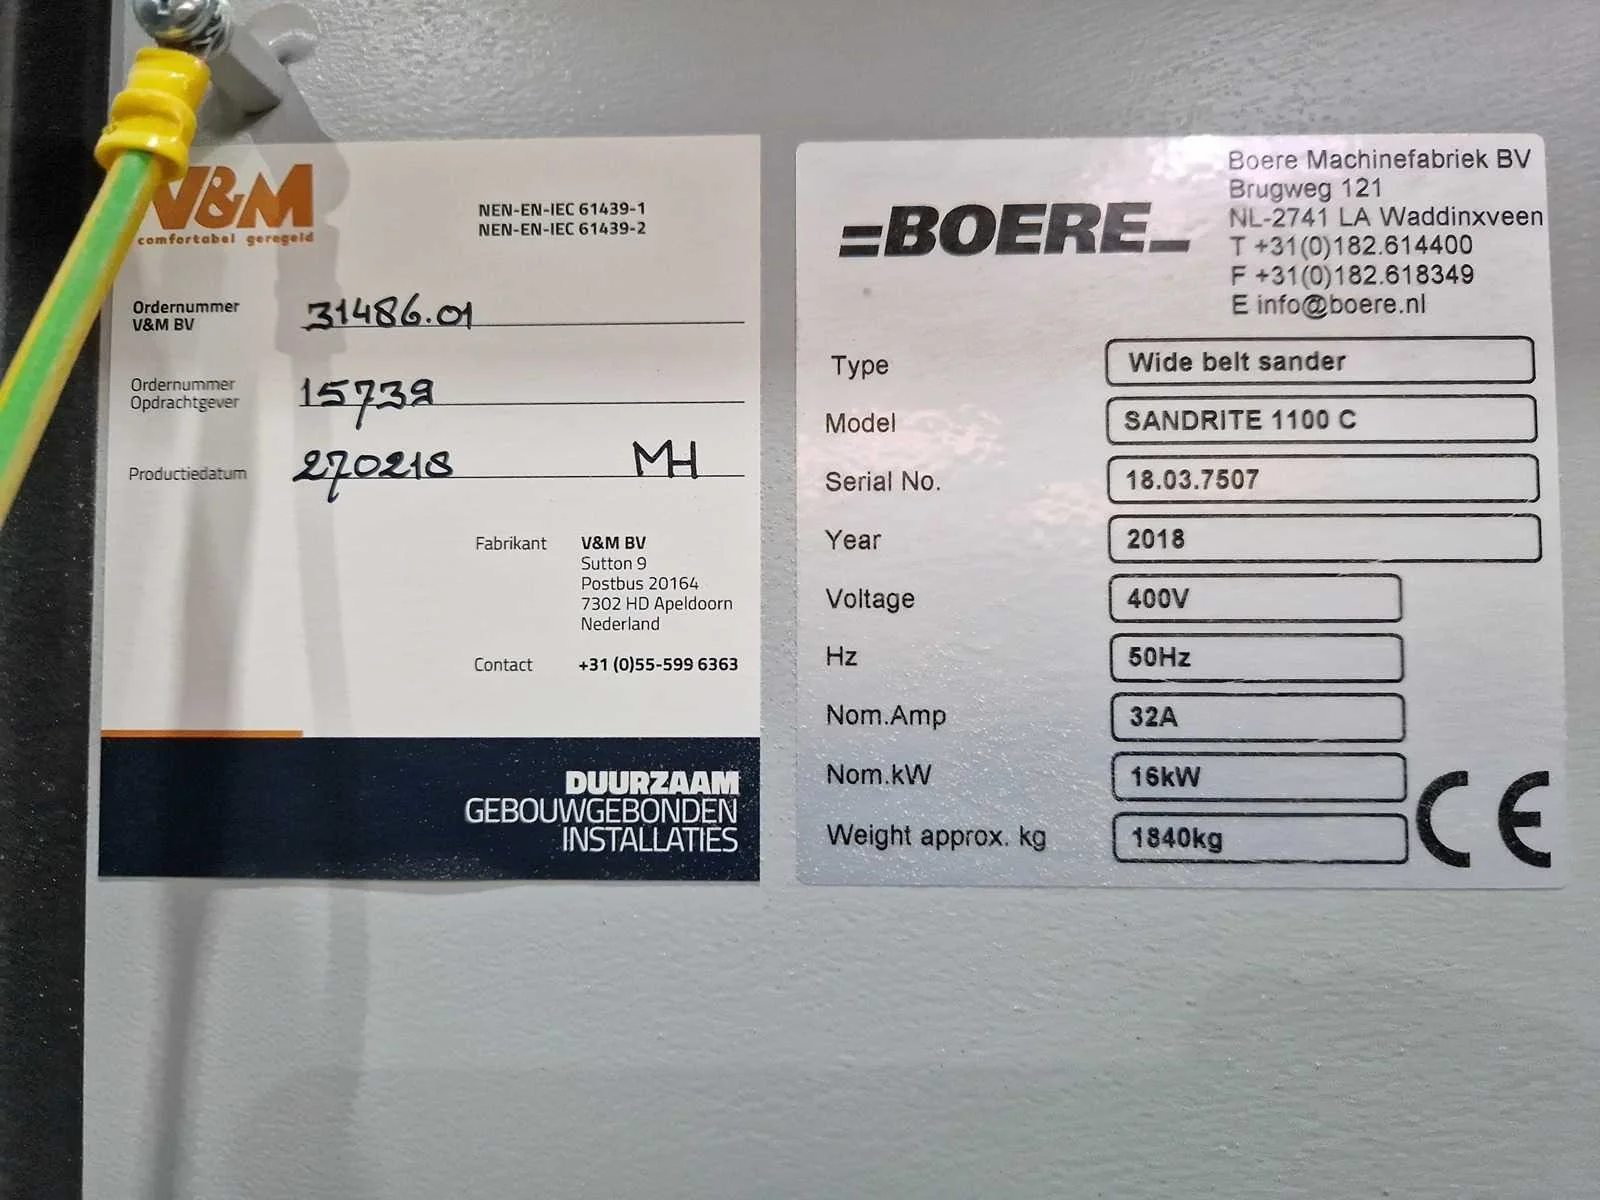 V&M
comfortabel geregeld
NEN-EN-IEC 61439-1
NEN-EN-IEC 61439-2
Ordernummer
V&M BV
31486.01
Ordernummer
Opdrachtgever
15739
Productiedatum
270218 MH
Fabrikant V&M BV
Sutton 9
Postbus 20164
7302 HD Apeldoorn
Nederland
Contact +31 (0)55-599 6363
DUURZAAM
GEBOUWGEBONDEN
INSTALLATIES
BOERE
Boere Machinefabriek BV
Brugweg 121
NL-2741 LA Waddinxveen
T +31(0)182.614400
F +31(0)182.618349
E info@boere.nl
Type Wide belt sander
Model SANDRITE 1100 C
Serial No. 18.03.7507
Year 2018
Voltage 400V
Hz 50Hz
Nom.Amp 32A
Nom.kW 16kW
Weight approx. kg 1840kg
CE